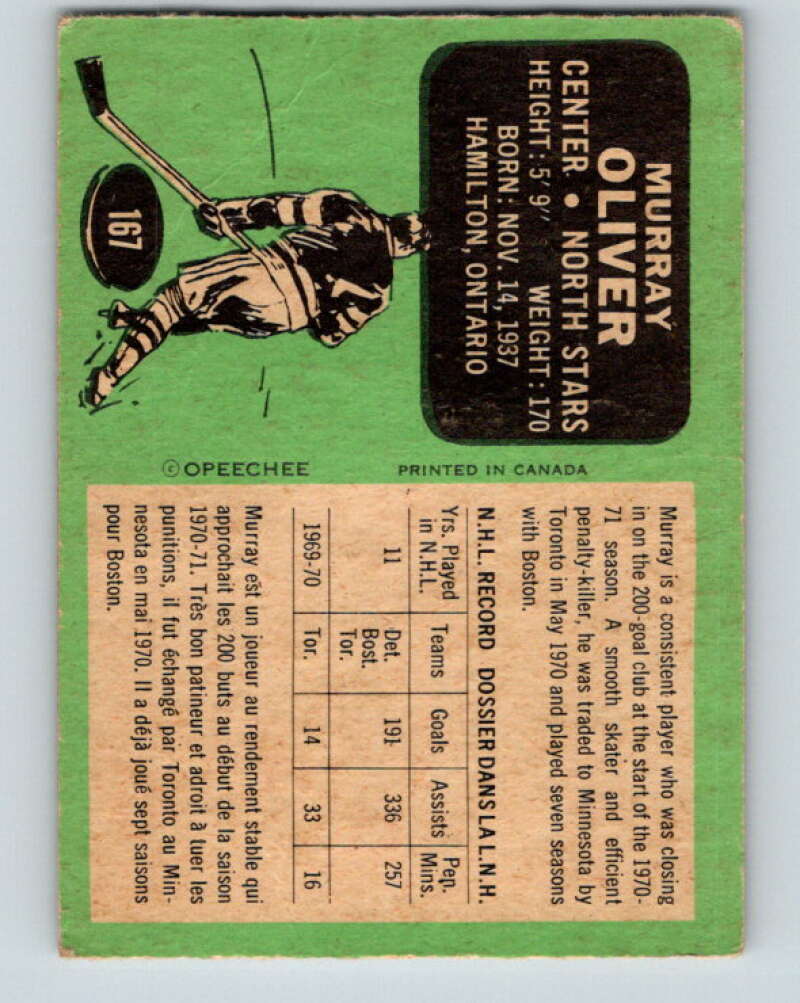 MURRAY
OLIVER
CENTER • NORTH STARS
HEIGHT: 5'9" WEIGHT: 170
BORN: NOV. 14, 1937
HAMILTON, ONTARIO
167
© OPEECHEE
PRINTED IN CANADA
Murray is a consistent player who was closing
in on the 200-goal club at the start of the 1970-
71 season. A smooth skater and efficient
penalty-killer, he was traded to Minnesota by
Toronto in May 1970 and played seven seasons
with Boston.
N.H.L. RECORD DOSSIER DANS LA L.N.H.
Yrs. Played in N.H.L. Teams Goals Assists Pen. Mins.
11 Det. Bost. Tor. 191 336 257
1969-70 Tor. 14 33 16
Murray est un joueur au rendement stable qui
approchait les 200 buts au début de la saison
1970-71. Très bon patineur et adroit à tuer les
punitions, il fut échangé par Toronto au Min-
nesota en mai 1970. Il a déjà joué sept saisons
pour Boston.